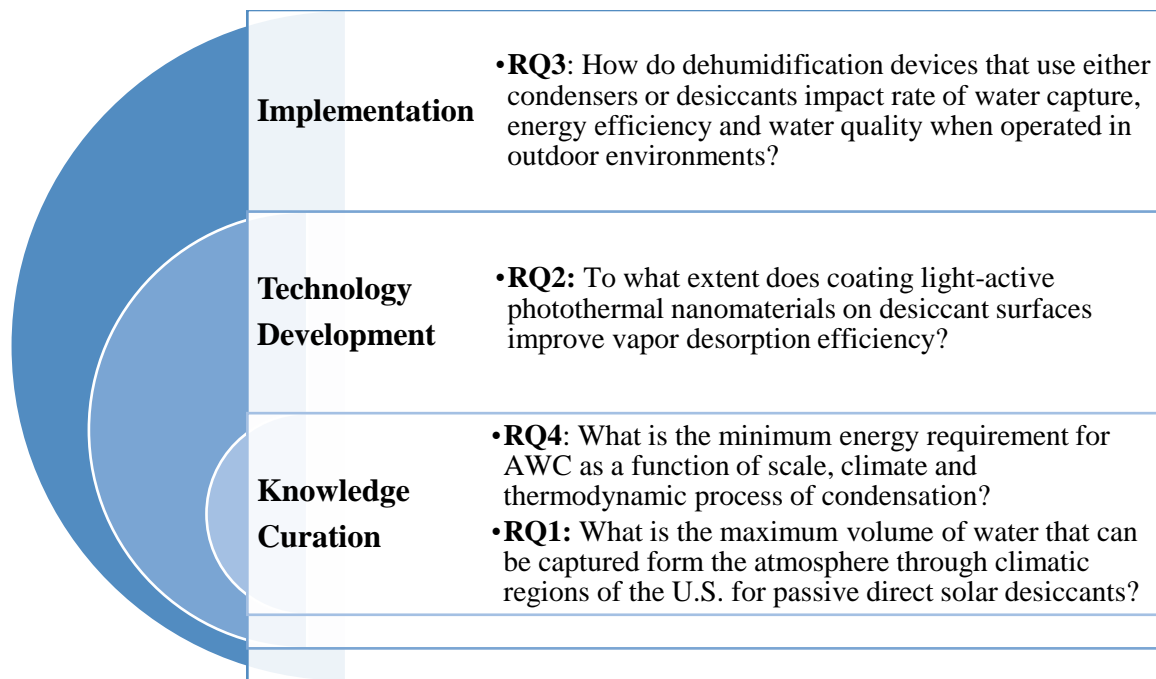 Implementation
•RQ3: How do dehumidification devices that use either
condensers or desiccants impact rate of water capture,
energy efficiency and water quality when operated in
outdoor environments?
Technology
Development
•RQ2: To what extent does coating light-active
photothermal nanomaterials on desiccant surfaces
improve vapor desorption efficiency?
Knowledge
Curation
•RQ4: What is the minimum energy requirement for
AWC as a function of scale, climate and
thermodynamic process of condensation?
•RQ1: What is the maximum volume of water that can
be captured form the atmosphere through climatic
regions of the U.S. for passive direct solar desiccants?